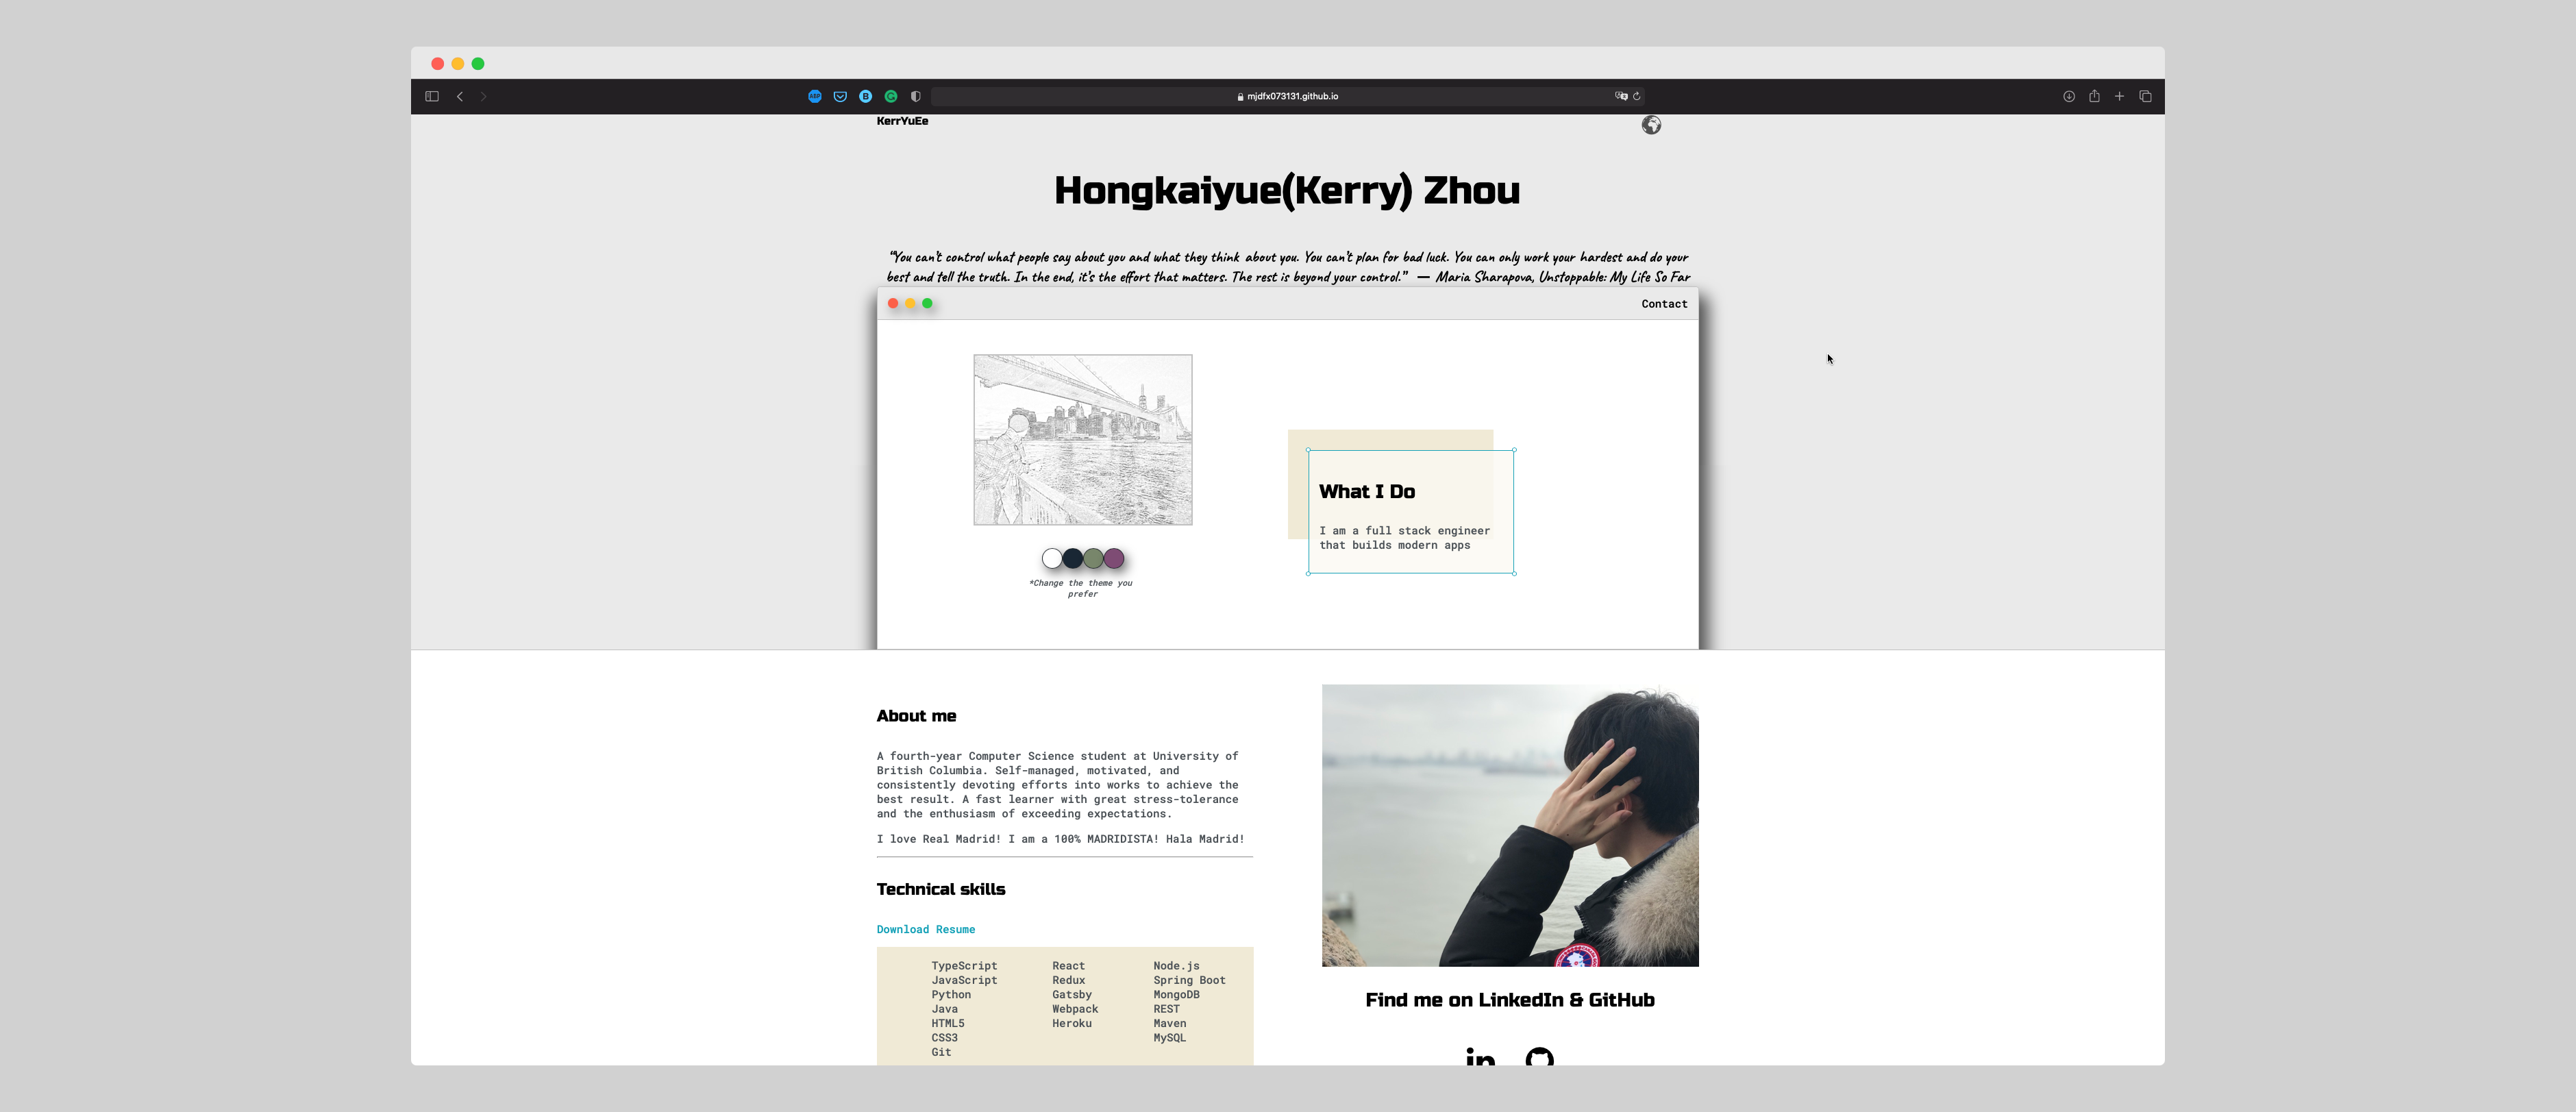 ABP
B
mjdfx073131.github.io
KerrYuEe
Hongkaiyue(Kerry) Zhou
“You can’t control what people say about you and what they think about you. You can’t plan for bad luck. You can only work your hardest and do your
best and tell the truth. In the end, it’s the effort that matters. The rest is beyond your control.” — Maria Sharapova, Unstoppable: My Life So Far
Contact
What I Do
I am a full stack engineer
that builds modern apps
*Change the theme you
prefer
About me
A fourth-year Computer Science student at University of
British Columbia. Self-managed, motivated, and
consistently devoting efforts into works to achieve the
best result. A fast learner with great stress-tolerance
and the enthusiasm of exceeding expectations.
I love Real Madrid! I am a 100% MADRIDISTA! Hala Madrid!
Technical skills
Download Resume
TypeScript React Node.js
JavaScript Redux Spring Boot
Python Gatsby MongoDB
Java Webpack REST
HTML5 Heroku Maven
CSS3 MySQL
Git
Find me on LinkedIn & GitHub
in